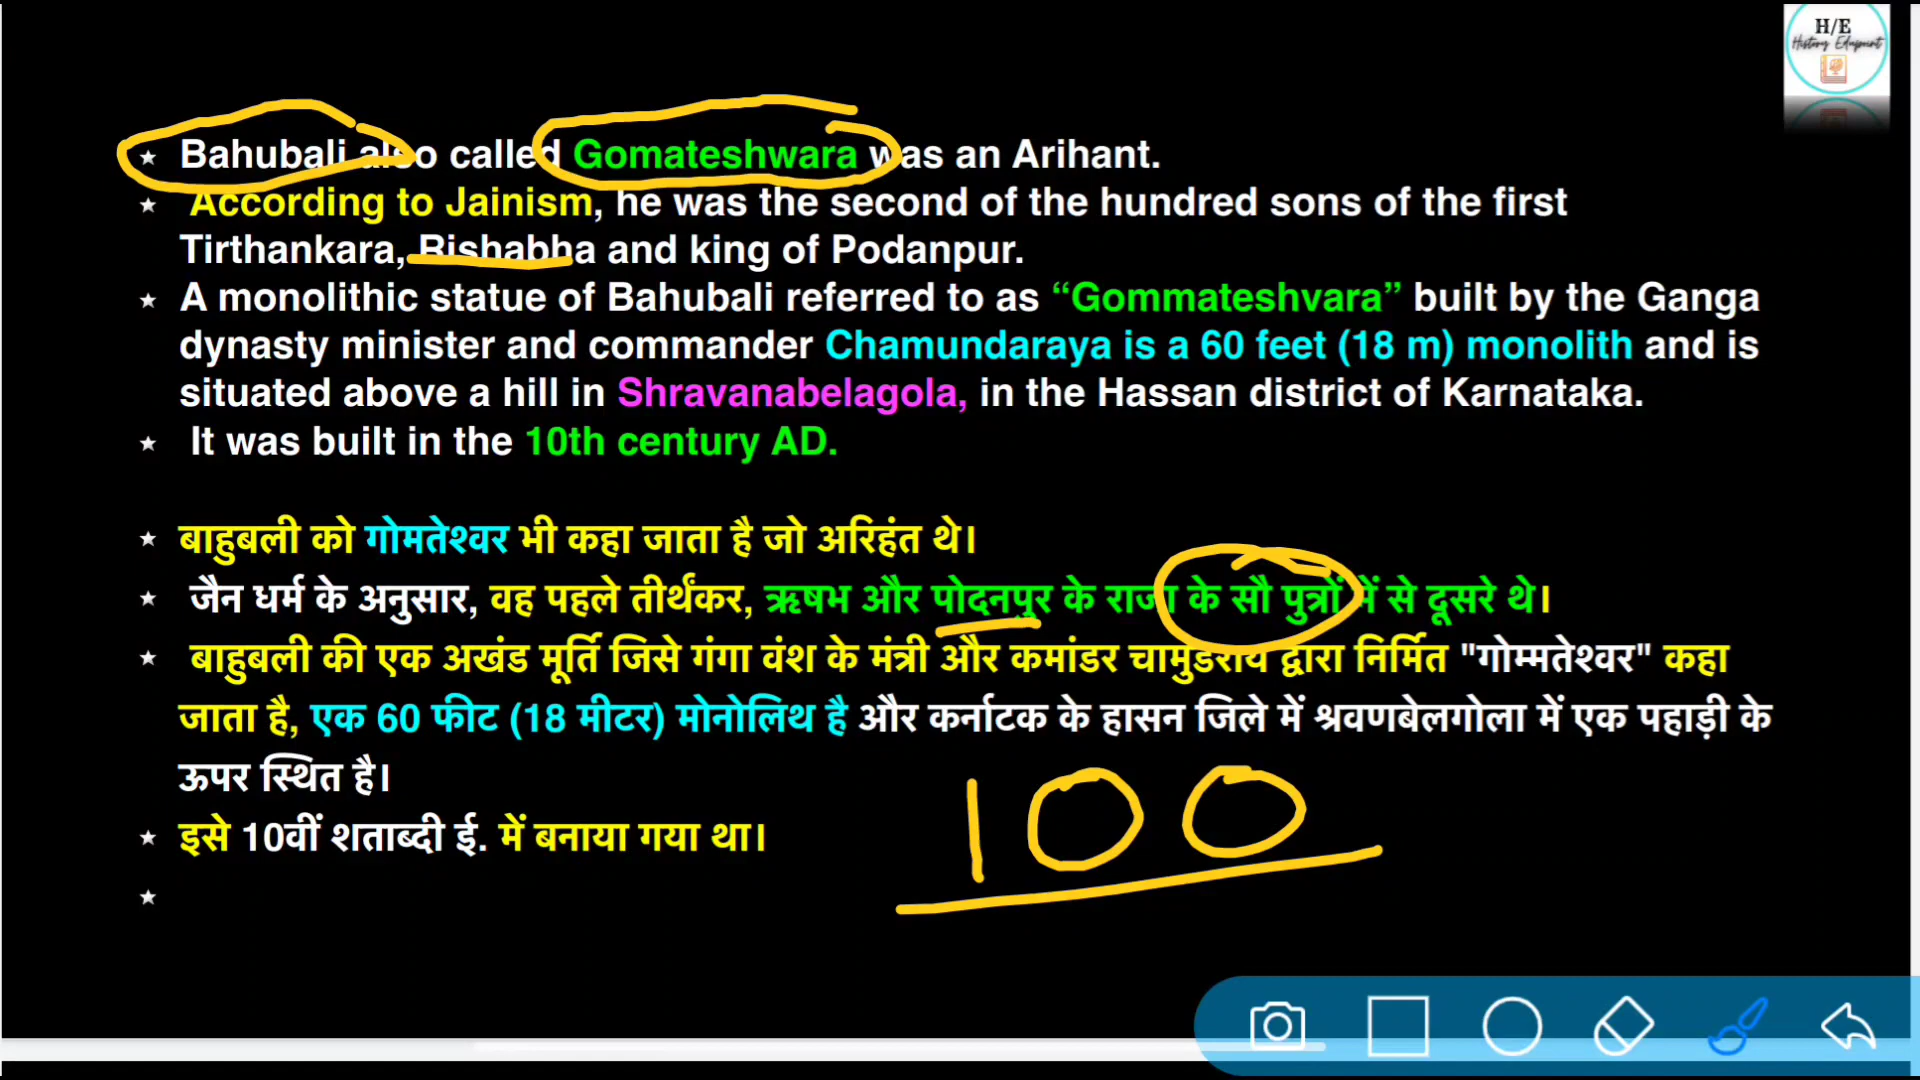 H/E
History Edupoint
Bahubali also called Gomateshwara was an Arihant.
According to Jainism, he was the second of the hundred sons of the first
Tirthankara, Rishabha and king of Podanpur.
A monolithic statue of Bahubali referred to as “Gommateshvara” built by the Ganga
dynasty minister and commander Chamundaraya is a 60 feet (18 m) monolith and is
situated above a hill in Shravanabelagola, in the Hassan district of Karnataka.
It was built in the 10th century AD.
बाहुबली को गोमतेश्वर भी कहा जाता है जो अरिहंत थे।
जैन धर्म के अनुसार, वह पहले तीर्थंकर, ऋषभ और पोदनपुर के राजा के सौ पुत्रों में से दूसरे थे।
बाहुबली की एक अखंड मूर्ति जिसे गंगा वंश के मंत्री और कमांडर चामुंडराय द्वारा निर्मित "गोम्मतेश्वर" कहा
जाता है, एक 60 फीट (18 मीटर) मोनोलिथ है और कर्नाटक के हासन जिले में श्रवणबेलगोला में एक पहाड़ी के
ऊपर स्थित है।
इसे 10वीं शताब्दी ई. में बनाया गया था।
100